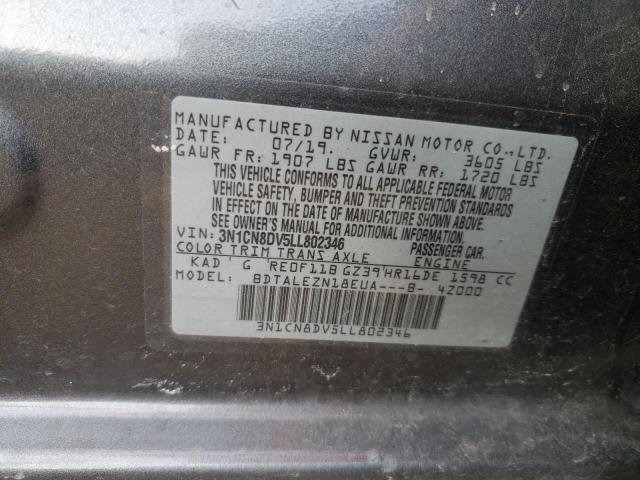 MANUFACTURED BY NISSAN MOTOR CO.,LTD.
DATE: 07/19. GVWR: 3605 LBS
GAWR FR: 1907 LBS GAWR RR: 1720 LBS
THIS VEHICLE CONFORMS TO ALL APPLICABLE FEDERAL MOTOR
VEHICLE SAFETY, BUMPER AND THEFT PREVENTION STANDARDS
IN EFFECT ON THE DATE OF MANUFACTURE SHOWN ABOVE.
SEE OWNER'S MANUAL FOR ADDITIONAL INFORMATION.
VIN: 3N1CN8DV5LL802346 PASSENGER CAR.
COLOR TRIM TRANS AXLE ENGINE
KAD ' G 'RE0F11B GZ39'HR16DE 1598 CC
MODEL: BDTALEZN18EUA---B- 4Z000
3N1CN8DV5LL802346